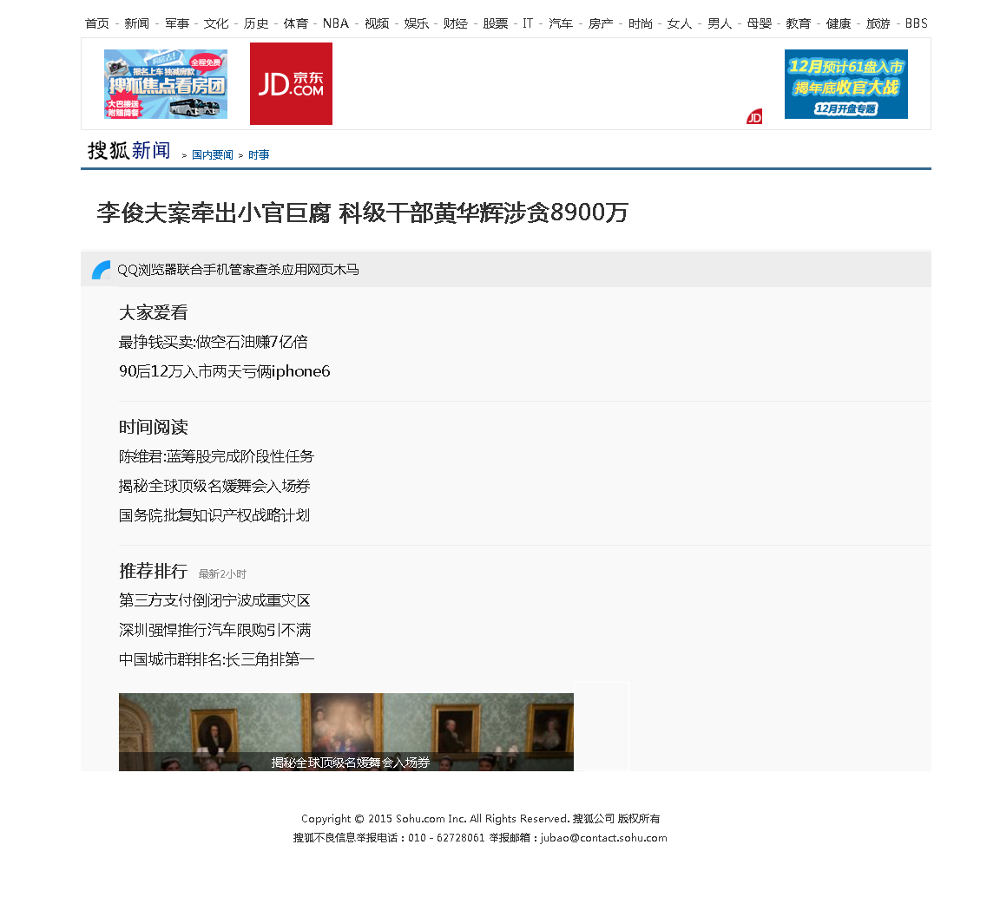 首页 - 新闻 - 军事 - 文化 - 历史 - 体育 - NBA - 视频 - 娱乐 - 财经 - 股票 - IT - 汽车 - 房产 - 时尚 - 女人 - 男人 - 母婴 - 教育 - 健康 - 旅游 - BBS
购房去!
全程免费
报名上车 独减房款
搜狐焦点看房团
大巴接送
附赠简餐
JD 京东
.COM
JD
12月预计61盘入市
揭年底收官大战
12月开盘专题
搜狐新闻 > 国内要闻 > 时事
李俊夫案牵出小官巨腐 科级干部黄华辉涉贪8900万
QQ浏览器联合手机管家查杀应用网页木马
大家爱看
最挣钱买卖:做空石油赚7亿倍
90后12万入市两天亏俩iphone6
时间阅读
陈维君:蓝筹股完成阶段性任务
揭秘全球顶级名媛舞会入场券
国务院批复知识产权战略计划
推荐排行 最新2小时
第三方支付倒闭宁波成重灾区
深圳强悍推行汽车限购引不满
中国城市群排名:长三角排第一
揭秘全球顶级名媛舞会入场券
Copyright © 2015 Sohu.com Inc. All Rights Reserved. 搜狐公司 版权所有
搜狐不良信息举报电话：010－62728061 举报邮箱：jubao@contact.sohu.com